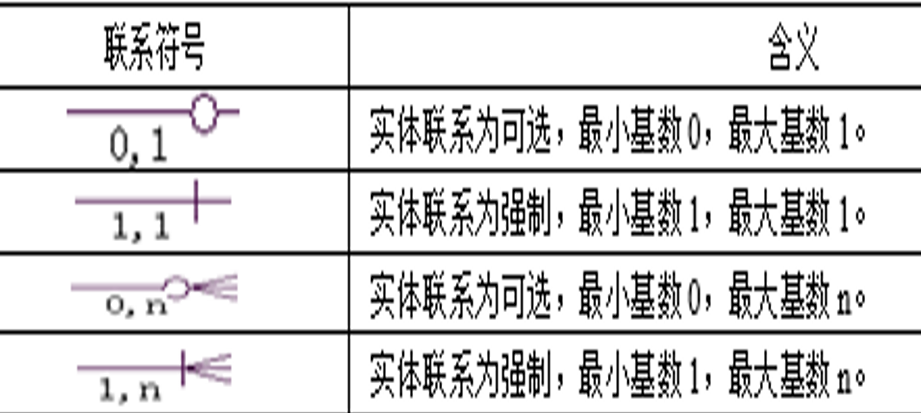 联系符号 含义
0,1 实体联系为可选，最小基数0，最大基数1。
1,1 实体联系为强制，最小基数1，最大基数1。
0,n 实体联系为可选，最小基数0，最大基数n。
1,n 实体联系为强制，最小基数1，最大基数n。